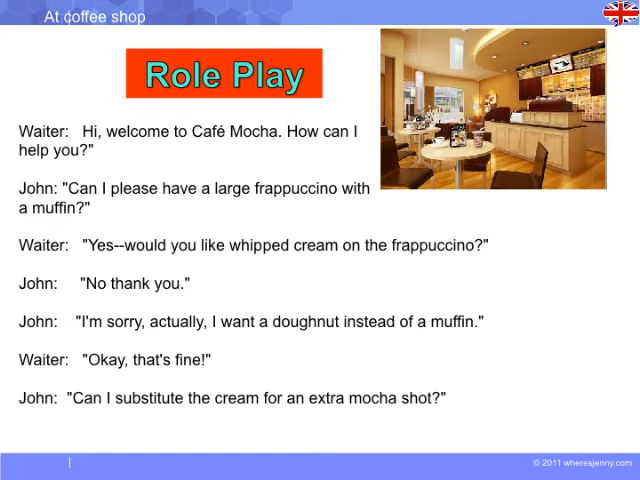 At coffee shop
Role Play
Waiter:   Hi, welcome to Café Mocha. How can I
help you?"
John: "Can I please have a large frappuccino with
a muffin?"
Waiter:   "Yes--would you like whipped cream on the frappuccino?"
John:     "No thank you."
John:    "I'm sorry, actually, I want a doughnut instead of a muffin."
Waiter:   "Okay, that's fine!"
John:  "Can I substitute the cream for an extra mocha shot?"
© 2011 wheresjenny.com